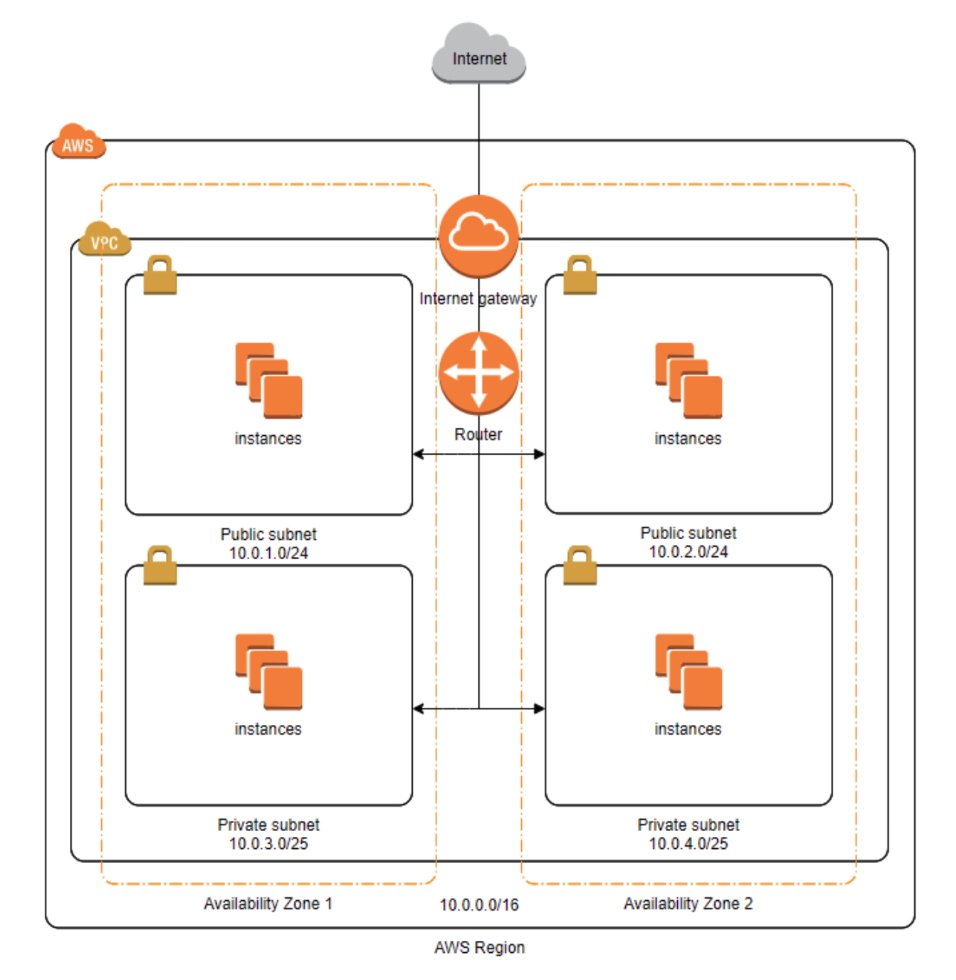 Internet
AWS
VPC
Internet gateway
instances
instances
Router
Public subnet
10.0.1.0/24
Public subnet
10.0.2.0/24
instances
instances
Private subnet
10.0.3.0/25
Private subnet
10.0.4.0/25
Availability Zone 1
10.0.0.0/16
Availability Zone 2
AWS Region